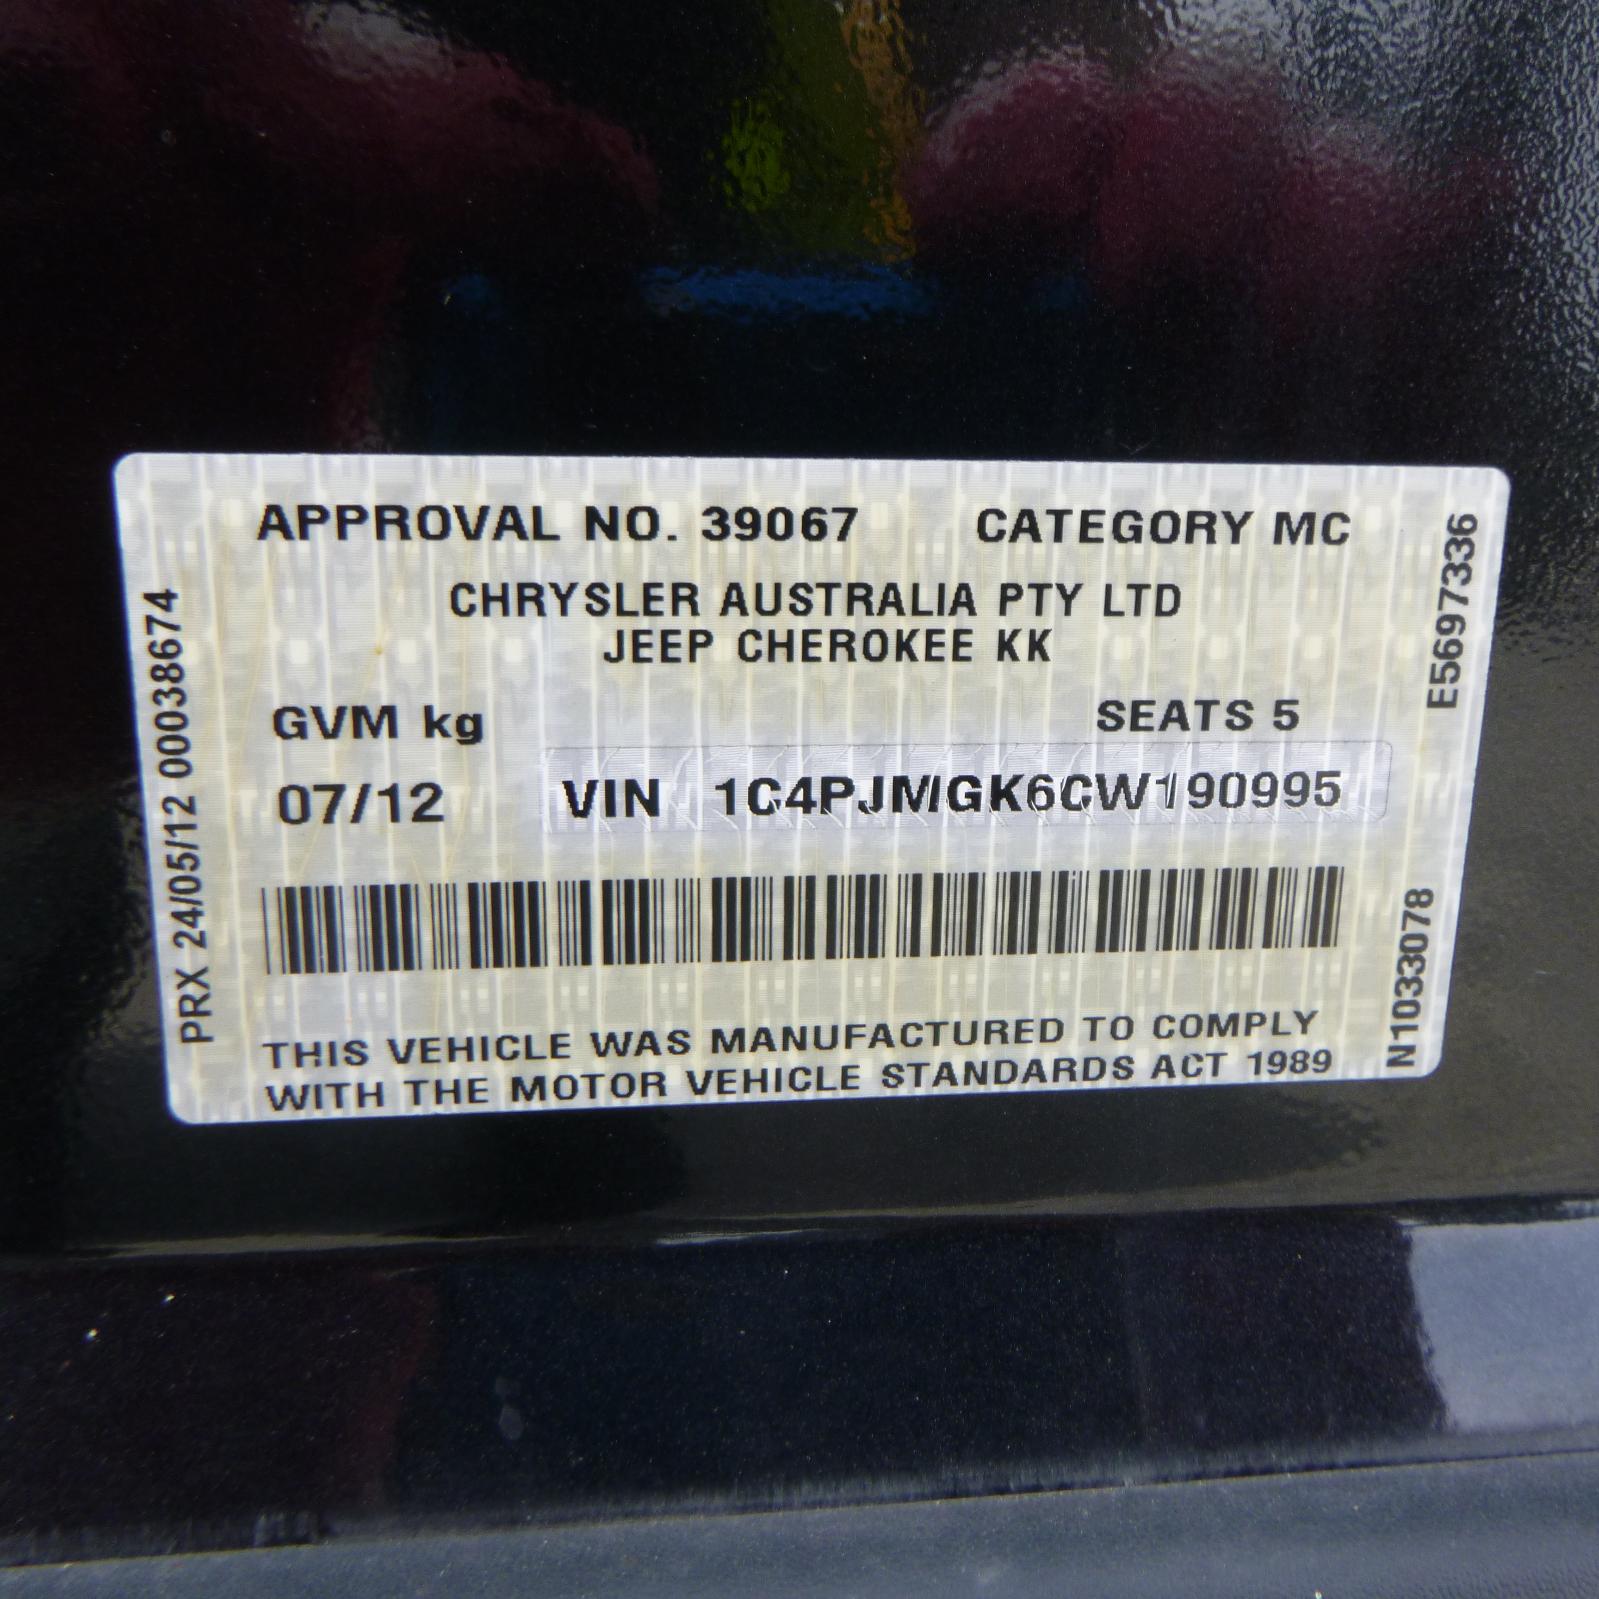 APPROVAL NO. 39067 CATEGORY MC
CHRYSLER AUSTRALIA PTY LTD
JEEP CHEROKEE KK
GVM kg SEATS 5
07/12 VIN 1C4PJMGK6CW190995
THIS VEHICLE WAS MANUFACTURED TO COMPLY
WITH THE MOTOR VEHICLE STANDARDS ACT 1989
PRX 24/05/12 00038674
N1033078
E5697336